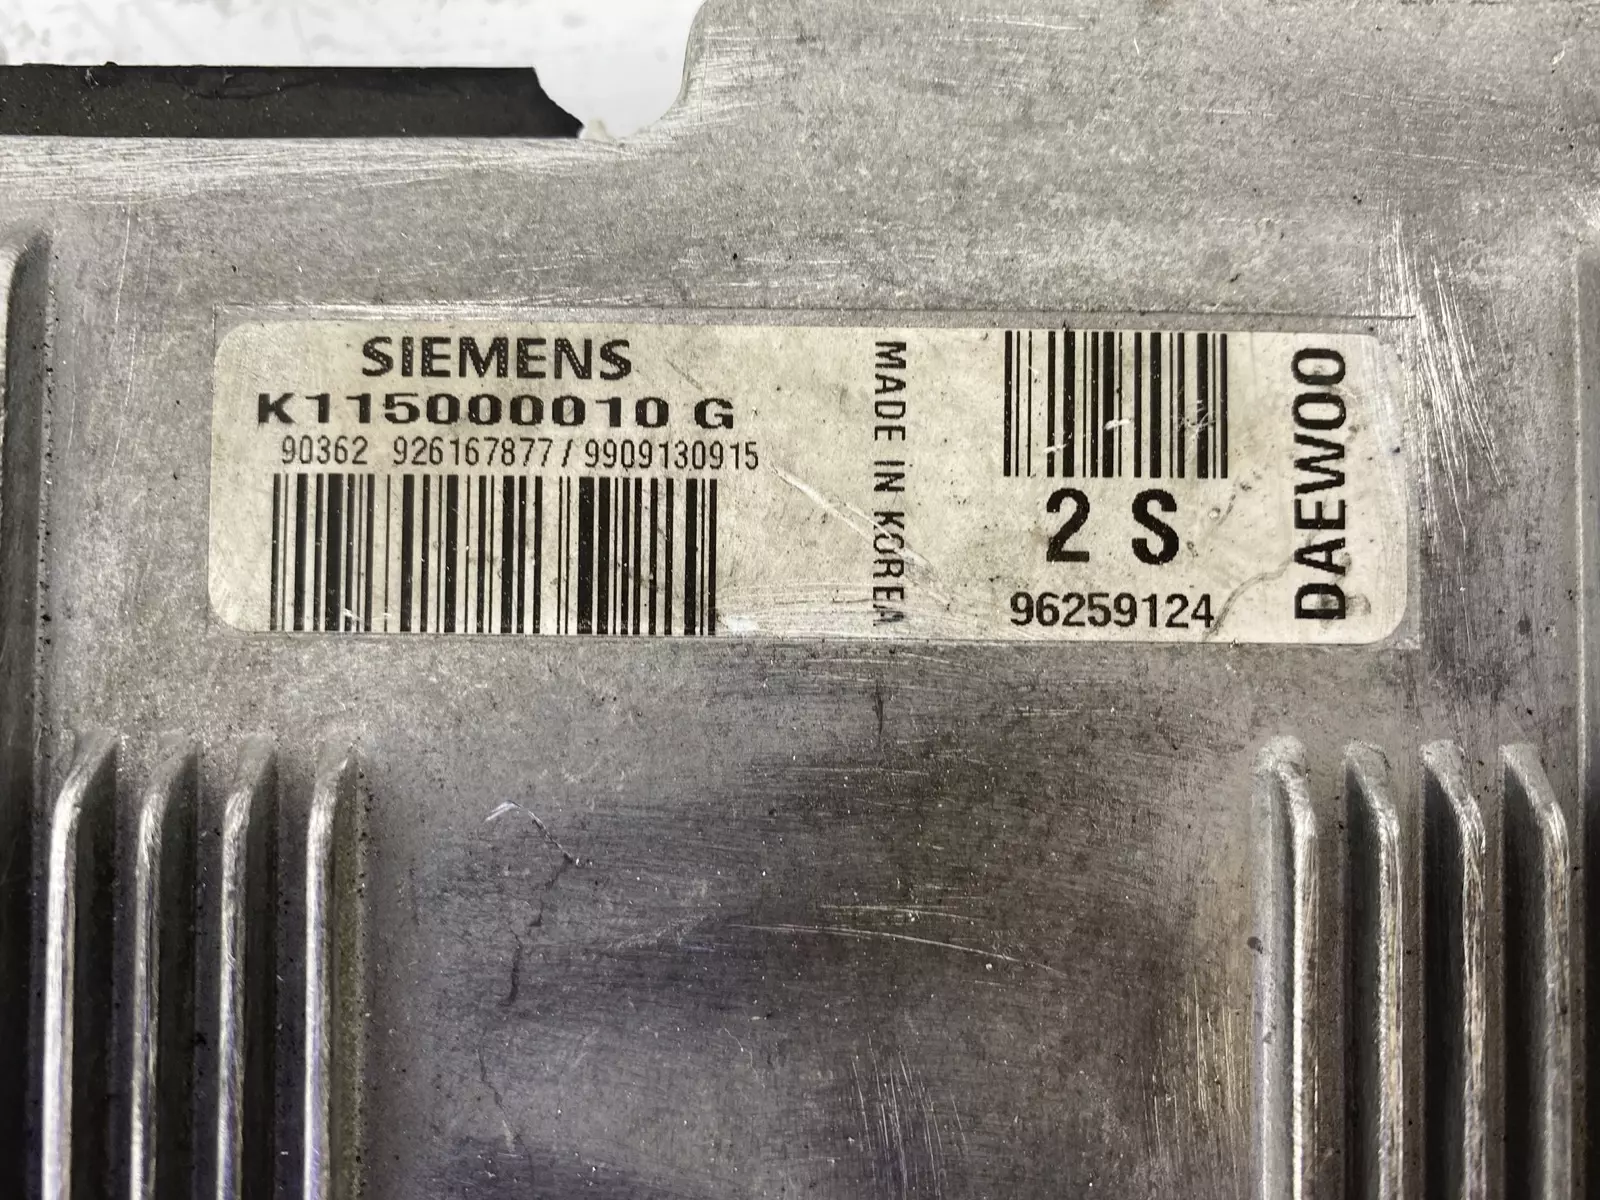 SIEMENS
K115000010 G
90362 926167877/9909130915
MADE IN KOREA
2 S
96259124
DAEWOO